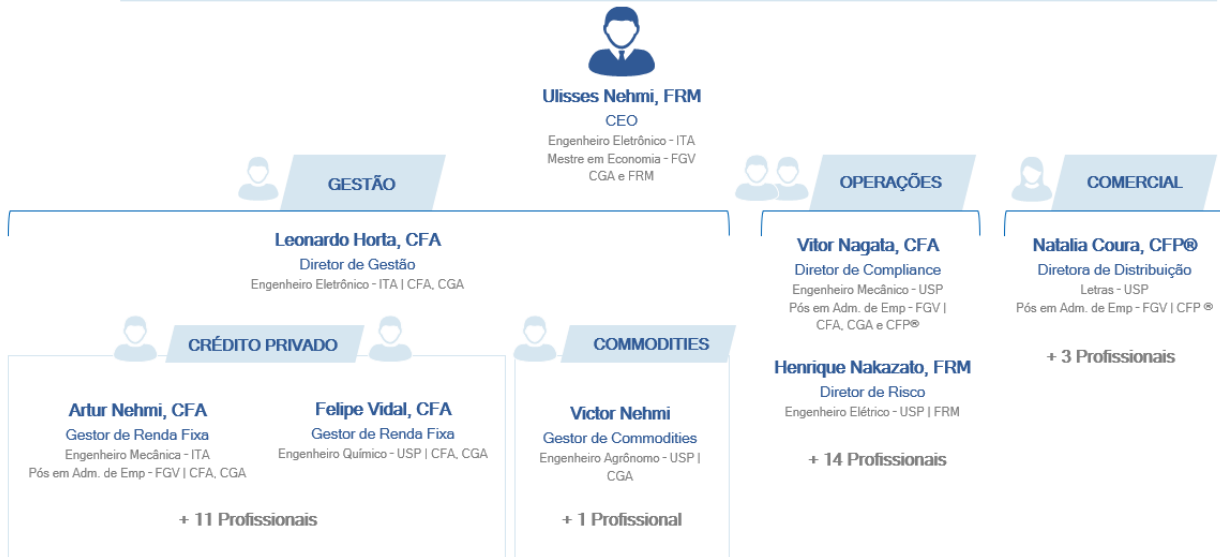 Ulisses Nehmi, FRM
CEO
Engenheiro Eletrônico - ITA
Mestre em Economia - FGV
CGA e FRM
GESTÃO
Leonardo Horta, CFA
Diretor de Gestão
Engenheiro Eletrônico - ITA | CFA, CGA
CRÉDITO PRIVADO
Artur Nehmi, CFA
Gestor de Renda Fixa
Engenheiro Mecânica - ITA
Pós em Adm. de Emp - FGV | CFA, CGA
Felipe Vidal, CFA
Gestor de Renda Fixa
Engenheiro Químico - USP | CFA, CGA
+ 11 Profissionais
COMMODITIES
Victor Nehmi
Gestor de Commodities
Engenheiro Agrônomo - USP |
CGA
+ 1 Profissional
OPERAÇÕES
Vitor Nagata, CFA
Diretor de Compliance
Engenheiro Mecânico - USP
Pós em Adm. de Emp - FGV |
CFA, CGA e CFP®
Henrique Nakazato, FRM
Diretor de Risco
Engenheiro Elétrico - USP | FRM
+ 14 Profissionais
COMERCIAL
Natalia Coura, CFP®
Diretora de Distribuição
Letras - USP
Pós em Adm. de Emp - FGV | CFP ®
+ 3 Profissionais